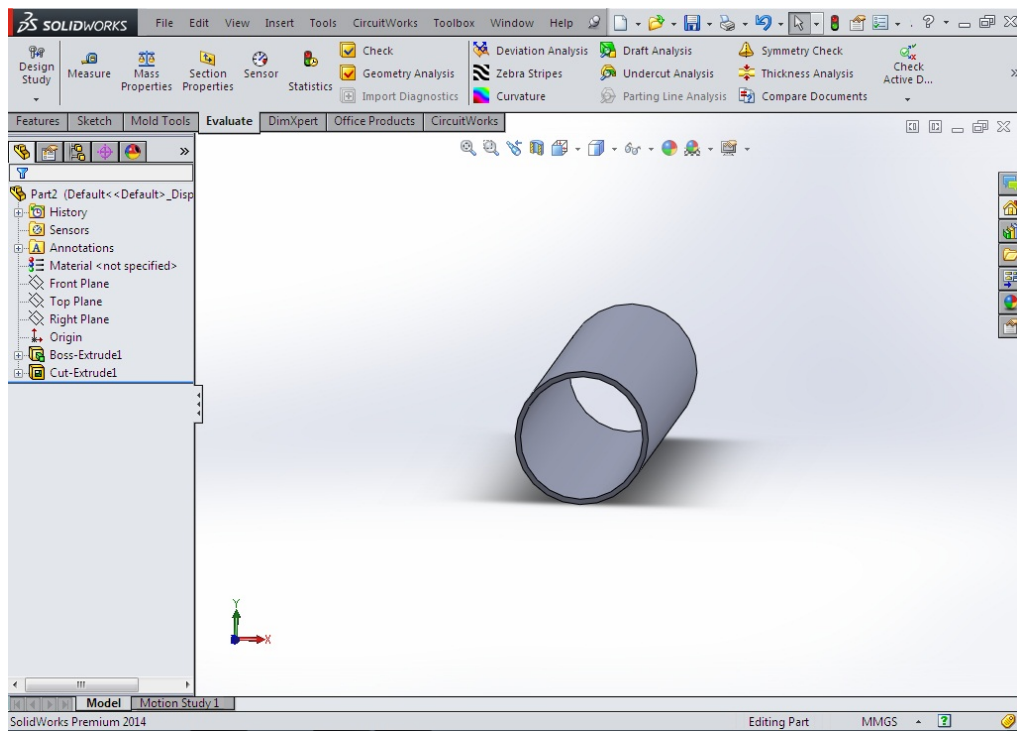 SOLIDWORKS File Edit View Insert Tools CircuitWorks Toolbox Window Help
Design Study
Measure
Mass Properties
Section Properties
Sensor
Statistics
Check
Geometry Analysis
Import Diagnostics
Deviation Analysis
Zebra Stripes
Curvature
Draft Analysis
Undercut Analysis
Parting Line Analysis
Symmetry Check
Thickness Analysis
Compare Documents
Check Active D...
Features Sketch Mold Tools Evaluate DimXpert Office Products CircuitWorks
Part2 (Default<<Default>_Disp
History
Sensors
A Annotations
Material <not specified>
Front Plane
Top Plane
Right Plane
Origin
Boss-Extrude1
Cut-Extrude1
Y
X
Model Motion Study 1
SolidWorks Premium 2014 Editing Part MMGS ?